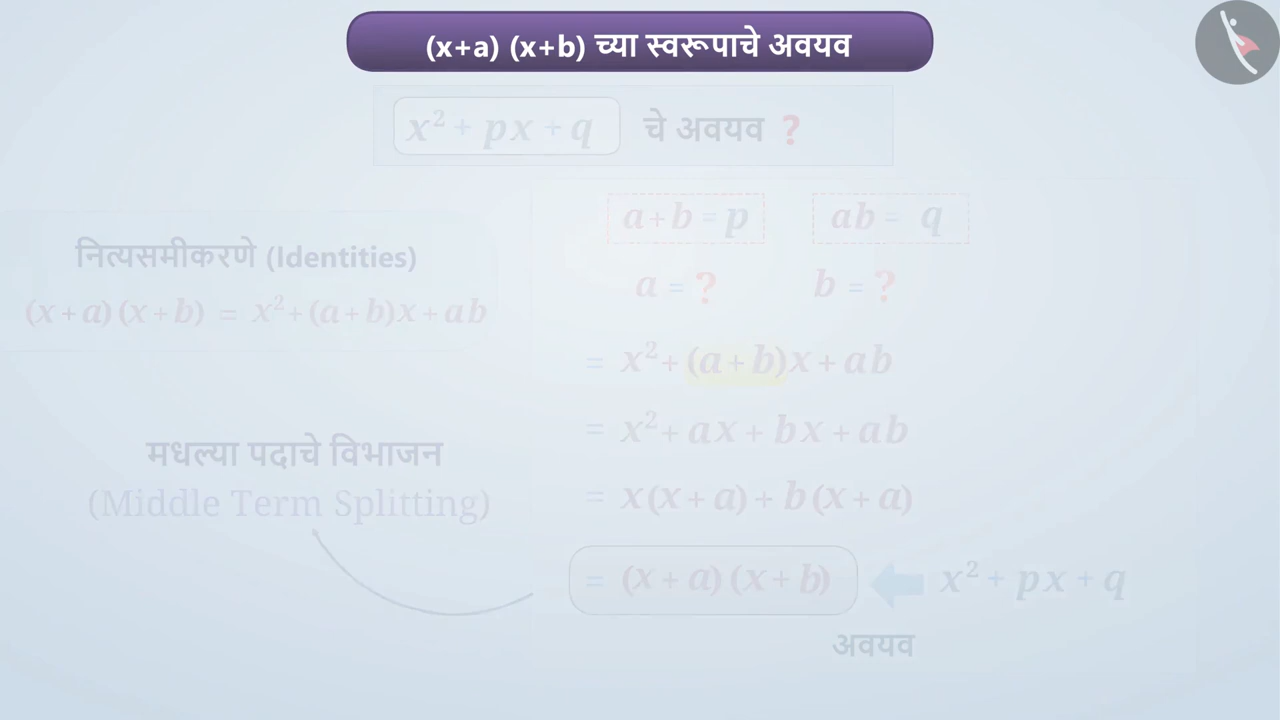 (x+a) (x+b) च्या स्वरूपाचे अवयव
x² + px + q चे अवयव ?
a + b = p ab = q
a = ? b = ?
नित्यसमीकरणे (Identities)
(x + a) (x + b) = x² + (a + b)x + ab
= x² + (a + b)x + ab
= x² + ax + bx + ab
मधल्या पदाचे विभाजन
(Middle Term Splitting)
= x(x + a) + b(x + a)
= (x + a) (x + b) x² + px + q
अवयव